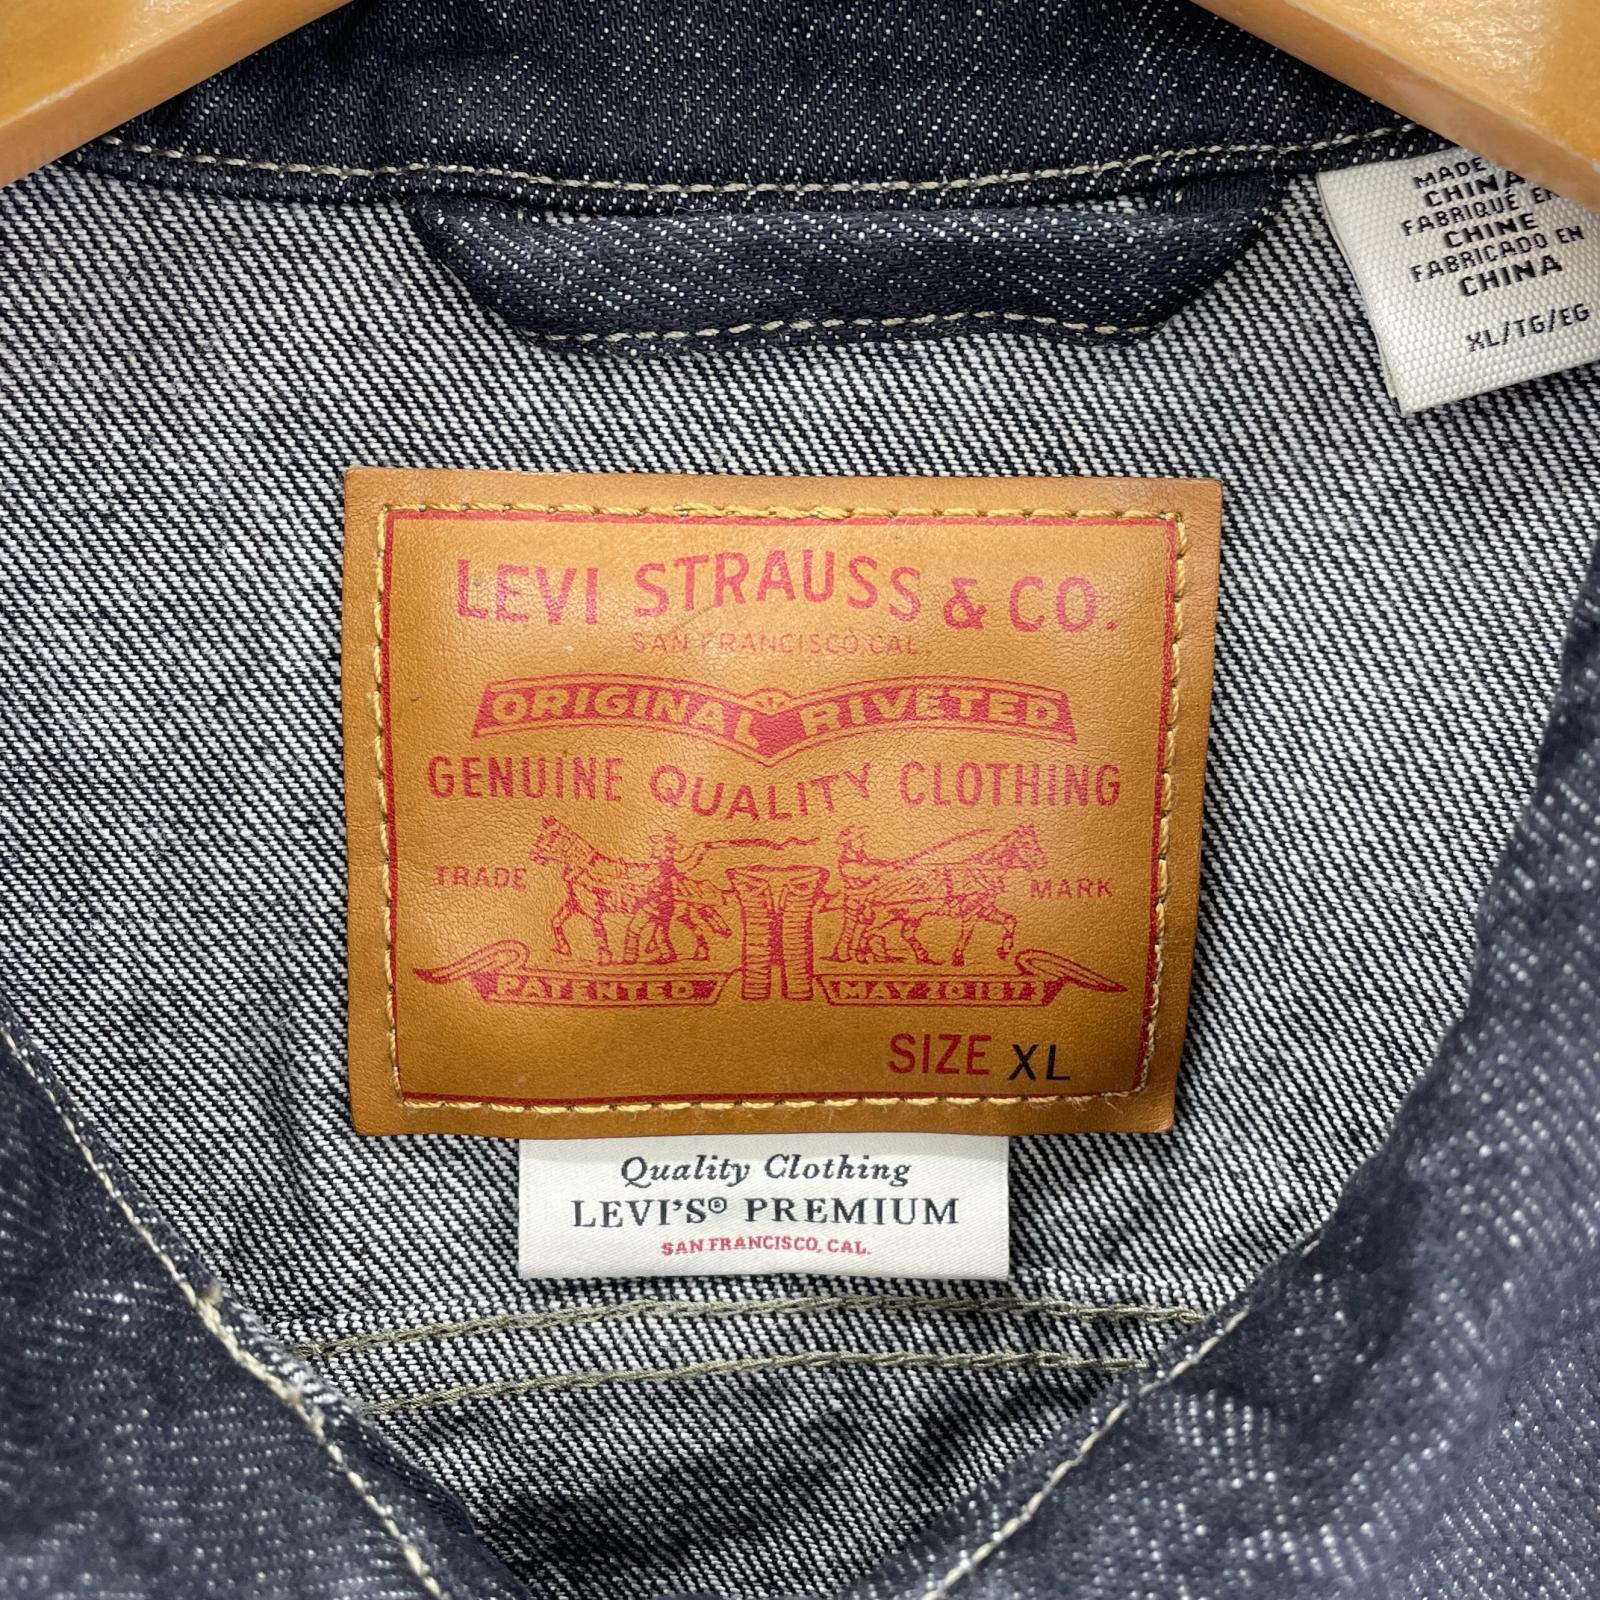 MADE
CHINA
FABRIQUÉ EN
CHINE
FABRICADO EN
CHINA
XL/TG/EG
LEVI STRAUSS & CO.
SAN FRANCISCO, CAL.
ORIGINAL RIVETED
GENUINE QUALITY CLOTHING
TRADE MARK
PATENTED MAY 20 1873
SIZE XL
Quality Clothing
LEVI'S® PREMIUM
SAN FRANCISCO, CAL.